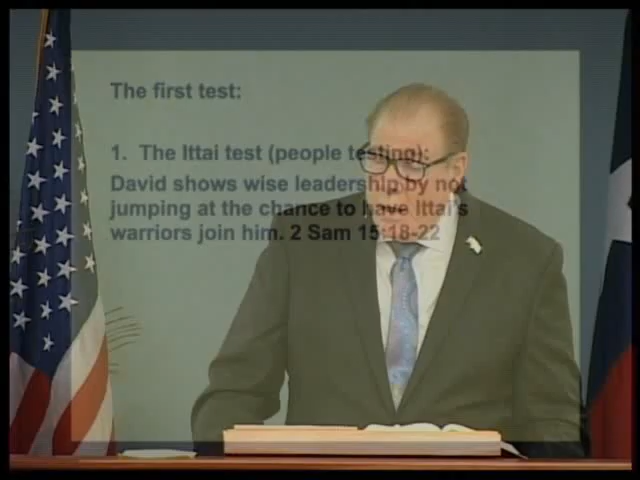 The first test:
1. The Ittai test (people testing):
David shows wise leadership by not
jumping at the chance to have Ittai's
warriors join him. 2 Sam 15:18-22